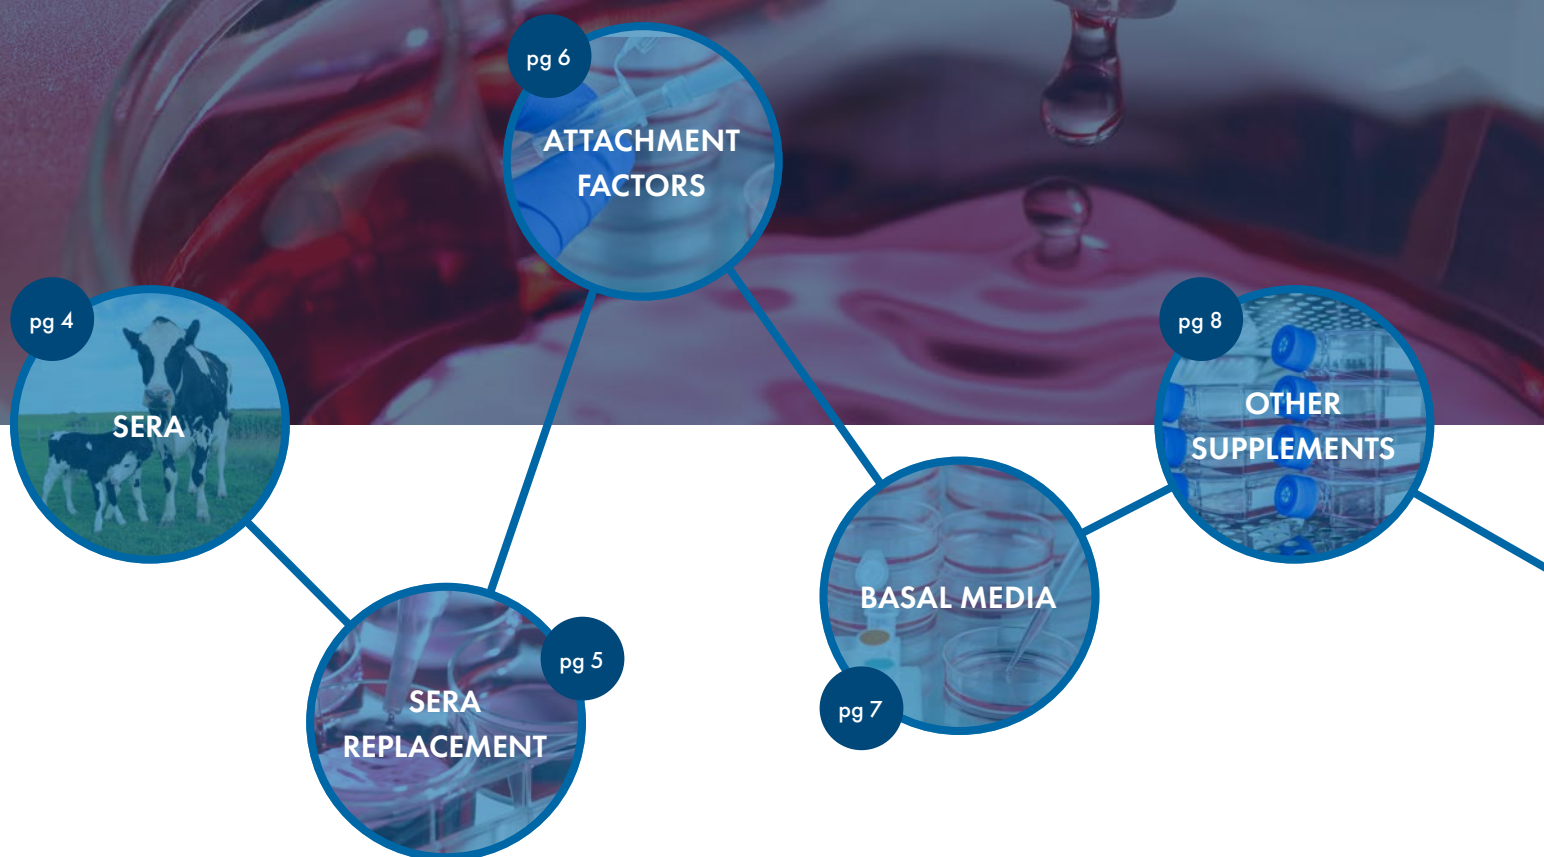 pg 4
SERA
pg 5
SERA
REPLACEMENT
pg 6
ATTACHMENT
FACTORS
pg 7
BASAL MEDIA
pg 8
OTHER
SUPPLEMENTS